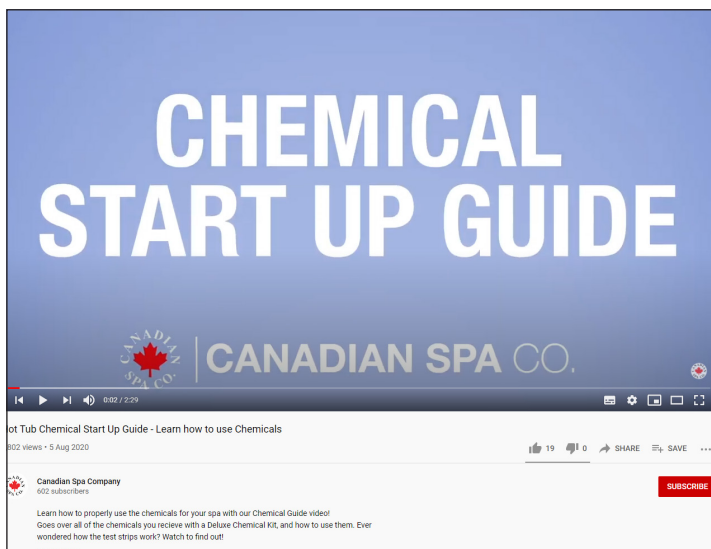 CHEMICAL
START UP GUIDE
CANADIAN SPA CO.
CANADIAN SPA CO.
0:02 / 2:29
ot Tub Chemical Start Up Guide - Learn how to use Chemicals
802 views • 5 Aug 2020
19
0
SHARE
SAVE
Canadian Spa Company
602 subscribers
SUBSCRIBE
Learn how to properly use the chemicals for your spa with our Chemical Guide video!
Goes over all of the chemicals you recieve with a Deluxe Chemical Kit, and how to use them. Ever
wondered how the test strips work? Watch to find out!